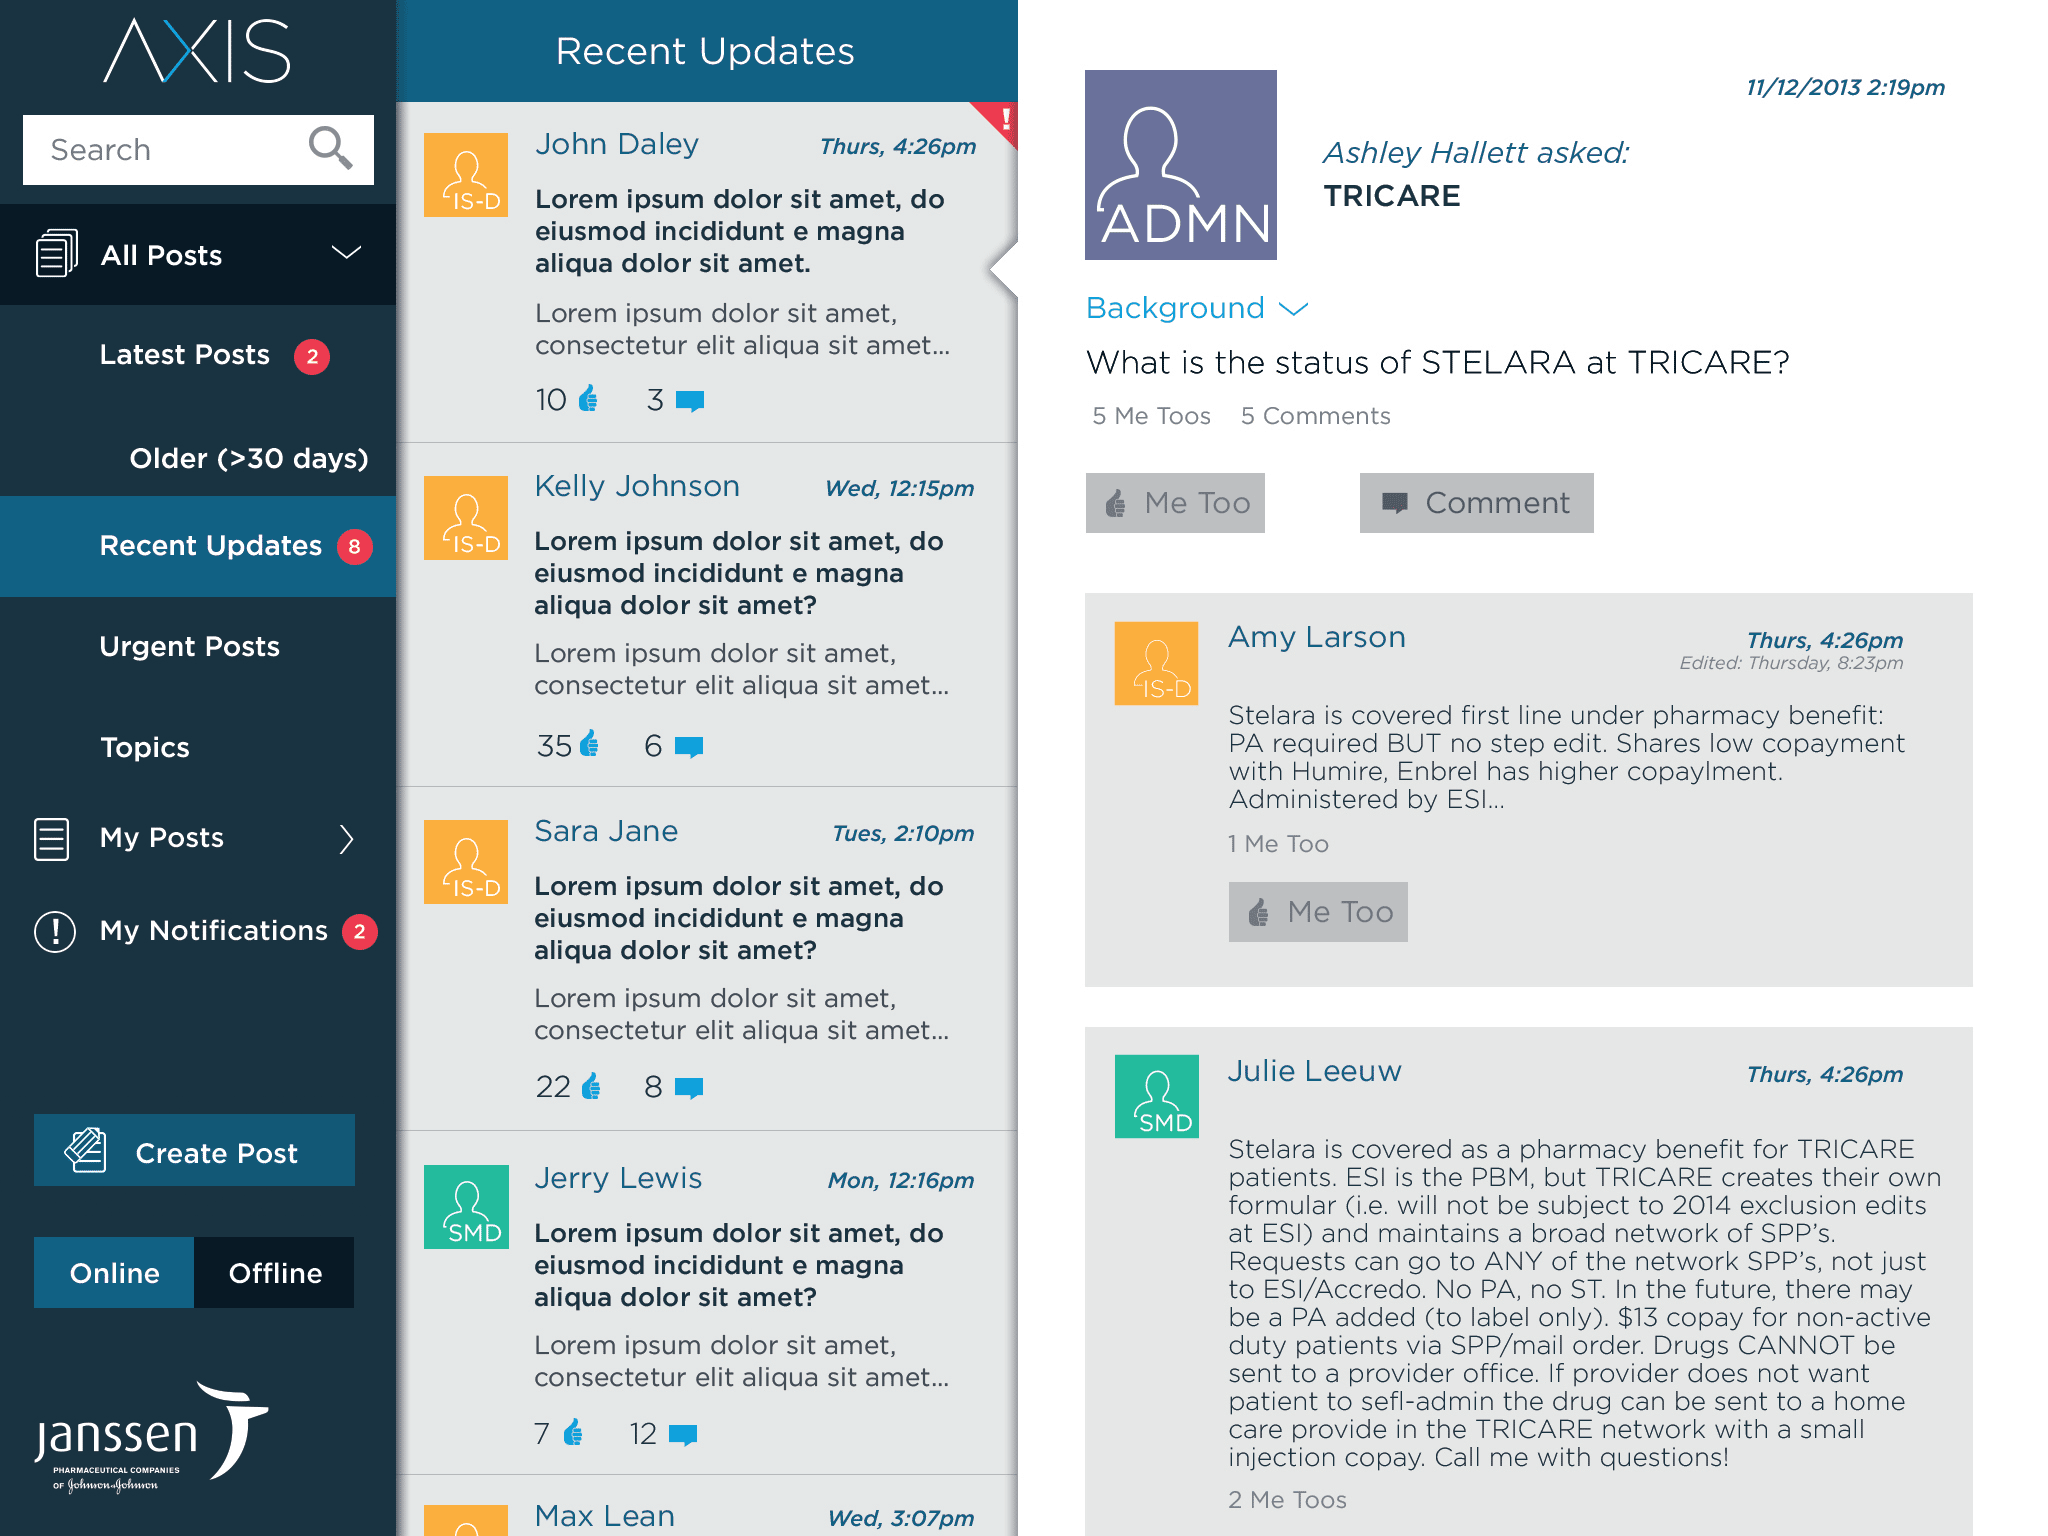 AXIS
Search
All Posts
Latest Posts 2
Older (>30 days)
Recent Updates 8
Urgent Posts
Topics
My Posts
! My Notifications 2
Create Post
Online Offline
janssen
PHARMACEUTICAL COMPANIES
OF Johnson & Johnson
Recent Updates
!
IS-D
John Daley Thurs, 4:26pm
Lorem ipsum dolor sit amet, do
eiusmod incididunt e magna
aliqua dolor sit amet.
Lorem ipsum dolor sit amet,
consectetur elit aliqua sit amet...
10 3
IS-D
Kelly Johnson Wed, 12:15pm
Lorem ipsum dolor sit amet, do
eiusmod incididunt e magna
aliqua dolor sit amet?
Lorem ipsum dolor sit amet,
consectetur elit aliqua sit amet...
35 6
IS-D
Sara Jane Tues, 2:10pm
Lorem ipsum dolor sit amet, do
eiusmod incididunt e magna
aliqua dolor sit amet?
Lorem ipsum dolor sit amet,
consectetur elit aliqua sit amet...
22 8
SMD
Jerry Lewis Mon, 12:16pm
Lorem ipsum dolor sit amet, do
eiusmod incididunt e magna
aliqua dolor sit amet?
Lorem ipsum dolor sit amet,
consectetur elit aliqua sit amet...
7 12
Max Lean Wed, 3:07pm
11/12/2013 2:19pm
ADMN
Ashley Hallett asked:
TRICARE
Background
What is the status of STELARA at TRICARE?
5 Me Toos 5 Comments
Me Too Comment
IS-D
Amy Larson Thurs, 4:26pm
Edited: Thursday, 8:23pm
Stelara is covered first line under pharmacy benefit:
PA required BUT no step edit. Shares low copayment
with Humire, Enbrel has higher copaylment.
Administered by ESI...
1 Me Too
Me Too
SMD
Julie Leeuw Thurs, 4:26pm
Stelara is covered as a pharmacy benefit for TRICARE
patients. ESI is the PBM, but TRICARE creates their own
formular (i.e. will not be subject to 2014 exclusion edits
at ESI) and maintains a broad network of SPP's.
Requests can go to ANY of the network SPP's, not just
to ESI/Accredo. No PA, no ST. In the future, there may
be a PA added (to label only). $13 copay for non-active
duty patients via SPP/mail order. Drugs CANNOT be
sent to a provider office. If provider does not want
patient to sefl-admin the drug can be sent to a home
care provide in the TRICARE network with a small
injection copay. Call me with questions!
2 Me Toos